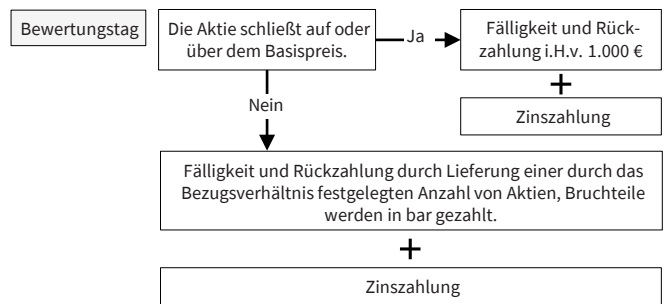 Bewertungstag
Die Aktie schließt auf oder
über dem Basispreis.
Ja
Fälligkeit und Rück-
zahlung i.H.v. 1.000 €
+
Zinszahlung
Nein
Fälligkeit und Rückzahlung durch Lieferung einer durch das
Bezugsverhältnis festgelegten Anzahl von Aktien, Bruchteile
werden in bar gezahlt.
+
Zinszahlung